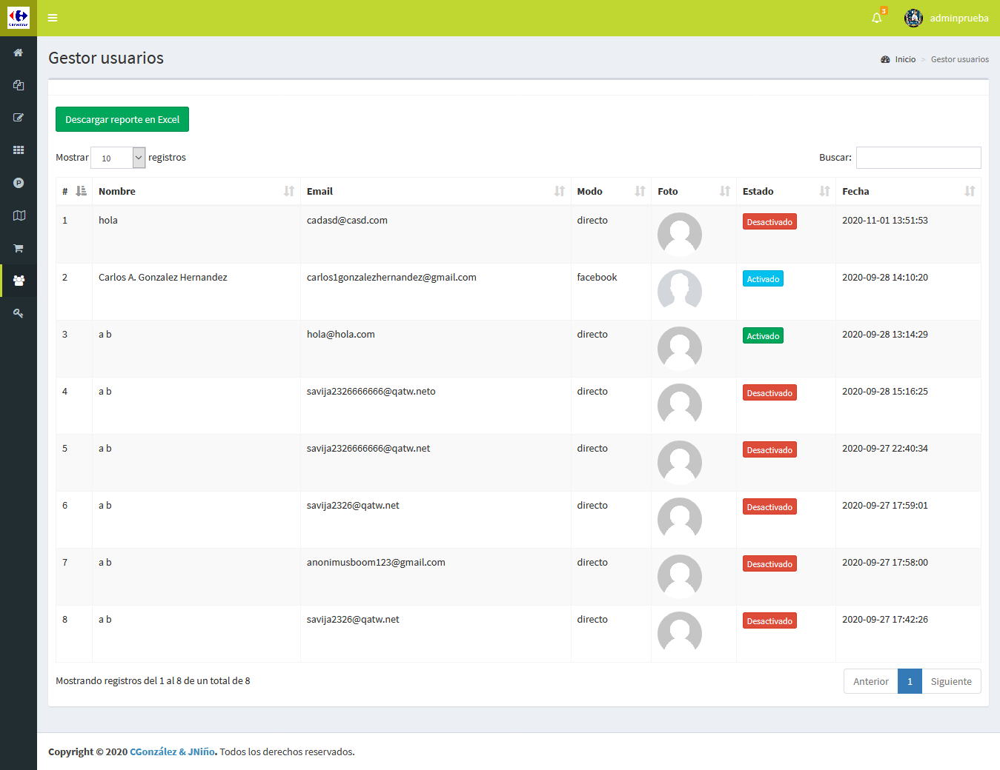 3
adminprueba
Gestor usuarios
Inicio > Gestor usuarios
Descargar reporte en Excel
Mostrar 10 registros
Buscar:
# Nombre Email Modo Foto Estado Fecha
1 hola cadasd@casd.com directo Desactivado 2020-11-01 13:51:53
2 Carlos A. Gonzalez Hernandez carlos1gonzalezhernandez@gmail.com facebook Activado 2020-09-28 14:10:20
3 a b hola@hola.com directo Activado 2020-09-28 13:14:29
4 a b savija2326666666@qatw.neto directo Desactivado 2020-09-28 15:16:25
5 a b savija2326666666@qatw.net directo Desactivado 2020-09-27 22:40:34
6 a b savija2326@qatw.net directo Desactivado 2020-09-27 17:59:01
7 a b anonimusboom123@gmail.com directo Desactivado 2020-09-27 17:58:00
8 a b savija2326@qatw.net directo Desactivado 2020-09-27 17:42:26
Mostrando registros del 1 al 8 de un total de 8
Anterior 1 Siguiente
Copyright © 2020 CGonzález & JNiño. Todos los derechos reservados.